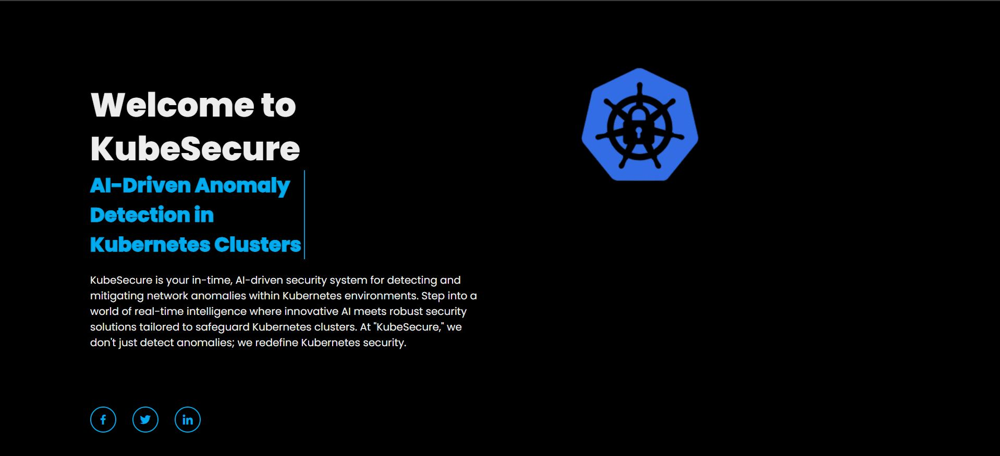 Welcome to
KubeSecure
AI-Driven Anomaly
Detection in
Kubernetes Clusters
KubeSecure is your in-time, AI-driven security system for detecting and
mitigating network anomalies within Kubernetes environments. Step into a
world of real-time intelligence where innovative AI meets robust security
solutions tailored to safeguard Kubernetes clusters. At "KubeSecure," we
don't just detect anomalies; we redefine Kubernetes security.